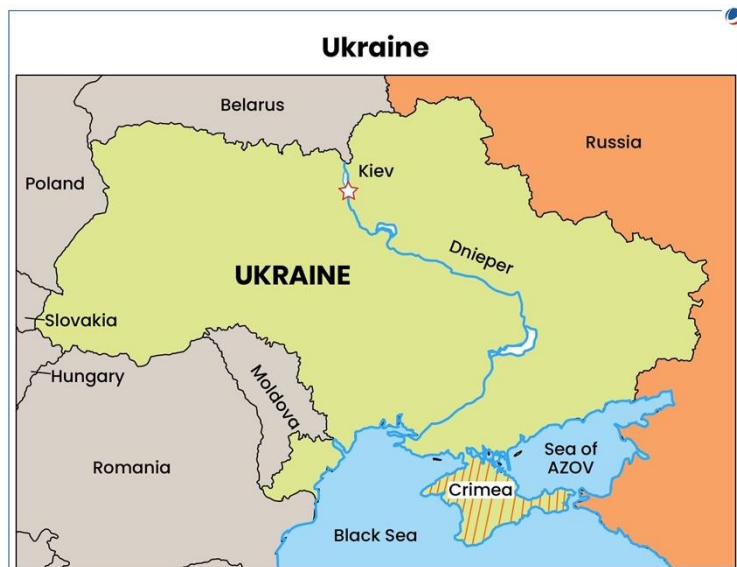 Ukraine
Belarus
Russia
Poland
Kiev
Dnieper
UKRAINE
Slovakia
Hungary
Moldova
Romania
Sea of
AZOV
Crimea
Black Sea